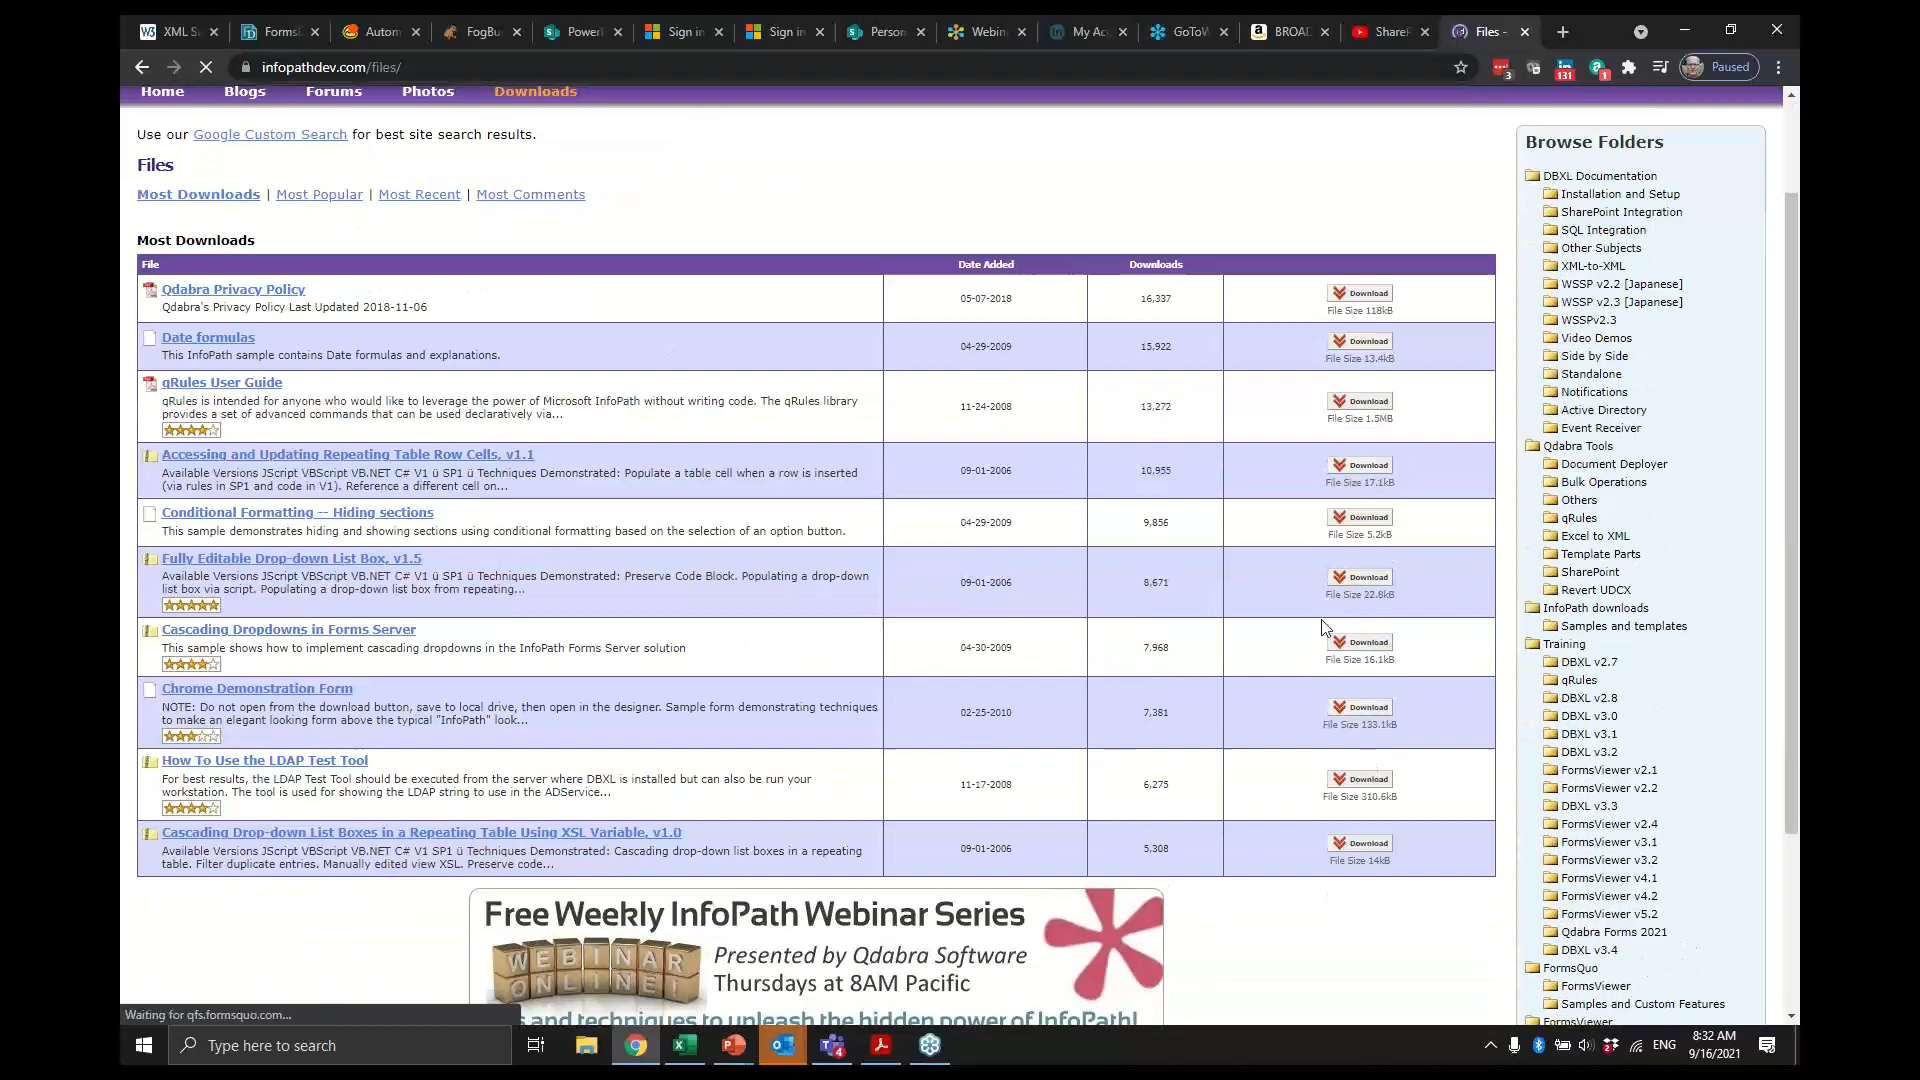 XML S
Forms
Autom
FogBu
Power
Sign in
Sign in
Person
Webin
My Ac
GoToW
BROAD
ShareP
Files -
infopathdev.com/files/
3
131
1
Paused
Home Blogs Forums Photos Downloads
Use our Google Custom Search for best site search results.
Files
Most Downloads | Most Popular | Most Recent | Most Comments
Most Downloads
File Date Added Downloads
Qdabra Privacy Policy
Qdabra's Privacy Policy Last Updated 2018-11-06
05-07-2018 16,337 Download
File Size 118kB
Date formulas
This InfoPath sample contains Date formulas and explanations.
04-29-2009 15,922 Download
File Size 13.4kB
qRules User Guide
qRules is intended for anyone who would like to leverage the power of Microsoft InfoPath without writing code. The qRules library
provides a set of advanced commands that can be used declaratively via...
11-24-2008 13,272 Download
File Size 1.5MB
Accessing and Updating Repeating Table Row Cells, v1.1
Available Versions JScript VBScript VB.NET C# V1 ü SP1 ü Techniques Demonstrated: Populate a table cell when a row is inserted
(via rules in SP1 and code in V1). Reference a different cell on...
09-01-2006 10,955 Download
File Size 17.1kB
Conditional Formatting -- Hiding sections
This sample demonstrates hiding and showing sections using conditional formatting based on the selection of an option button.
04-29-2009 9,856 Download
File Size 5.2kB
Fully Editable Drop-down List Box, v1.5
Available Versions JScript VBScript VB.NET C# V1 ü SP1 ü Techniques Demonstrated: Preserve Code Block. Populating a drop-down
list box via script. Populating a drop-down list box from repeating...
09-01-2006 8,671 Download
File Size 22.8kB
Cascading Dropdowns in Forms Server
This sample shows how to implement cascading dropdowns in the InfoPath Forms Server solution
04-30-2009 7,968 Download
File Size 16.1kB
Chrome Demonstration Form
NOTE: Do not open from the download button, save to local drive, then open in the designer. Sample form demonstrating techniques
to make an elegant looking form above the typical "InfoPath" look...
02-25-2010 7,381 Download
File Size 133.1kB
How To Use the LDAP Test Tool
For best results, the LDAP Test Tool should be executed from the server where DBXL is installed but can also be run your
workstation. The tool is used for showing the LDAP string to use in the ADService...
11-17-2008 6,275 Download
File Size 310.6kB
Cascading Drop-down List Boxes in a Repeating Table Using XSL Variable, v1.0
Available Versions JScript VBScript VB.NET C# V1 SP1 ü Techniques Demonstrated: Cascading drop-down list boxes in a repeating
table. Filter duplicate entries. Manually edited view XSL. Preserve code...
09-01-2006 5,308 Download
File Size 14kB
Free Weekly InfoPath Webinar Series
WEBINAR
ONLINE!
Presented by Qdabra Software
Thursdays at 8AM Pacific
s and techniques to unleash the hidden power of InfoPath!
Browse Folders
DBXL Documentation
Installation and Setup
SharePoint Integration
SQL Integration
Other Subjects
XML-to-XML
WSSP v2.2 [Japanese]
WSSP v2.3 [Japanese]
WSSPv2.3
Video Demos
Side by Side
Standalone
Notifications
Active Directory
Event Receiver
Qdabra Tools
Document Deployer
Bulk Operations
Others
qRules
Excel to XML
Template Parts
SharePoint
Revert UDCX
InfoPath downloads
Samples and templates
Training
DBXL v2.7
qRules
DBXL v2.8
DBXL v3.0
DBXL v3.1
DBXL v3.2
FormsViewer v2.1
FormsViewer v2.2
DBXL v3.3
FormsViewer v2.4
FormsViewer v3.1
FormsViewer v3.2
FormsViewer v4.1
FormsViewer v4.2
FormsViewer v5.2
Qdabra Forms 2021
DBXL v3.4
FormsQuo
FormsViewer
Samples and Custom Features
FormsViewer
Waiting for qfs.formsquo.com...
Type here to search
4
2
ENG
8:32 AM
9/16/2021